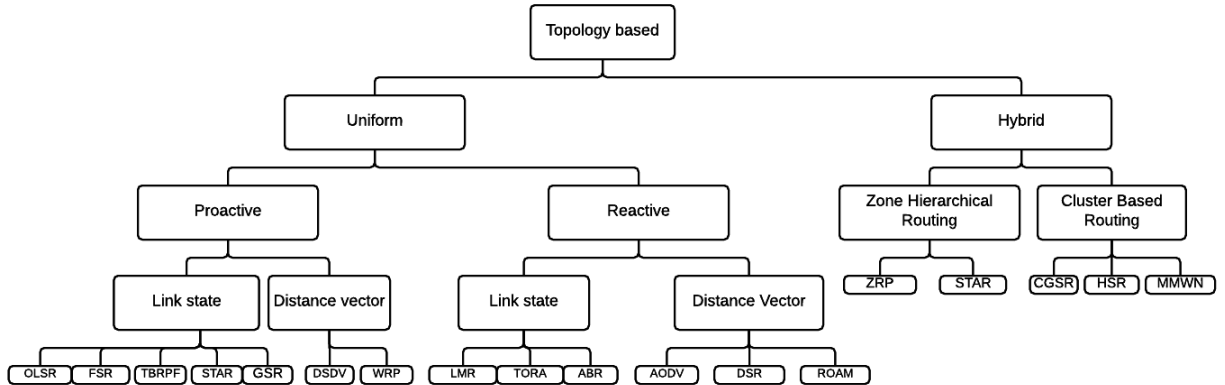 Topology based
Uniform
Hybrid
Proactive
Reactive
Zone Hierarchical
Routing
Cluster Based
Routing
Link state
Distance vector
Link state
Distance Vector
ZRP
STAR
CGSR
HSR
MMWN
OLSR
FSR
TBRPF
STAR
GSR
DSDV
WRP
LMR
TORA
ABR
AODV
DSR
ROAM